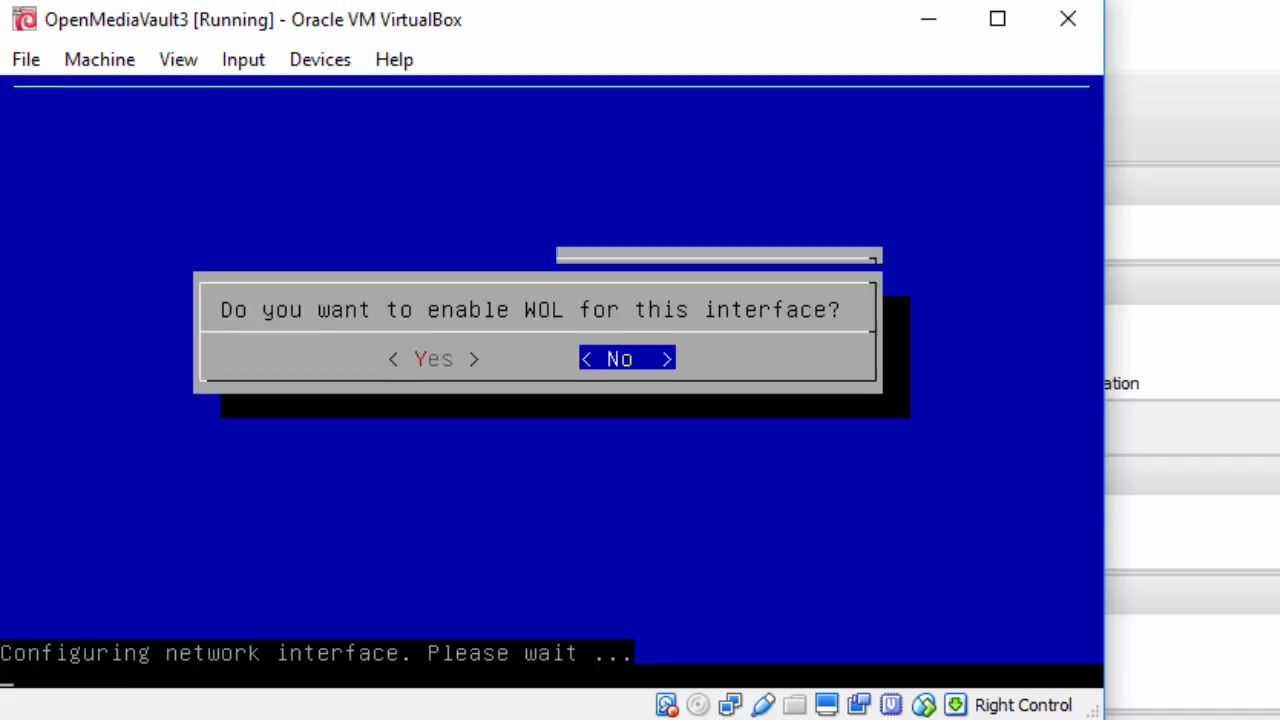 OpenMediaVault3 [Running] - Oracle VM VirtualBox
File Machine View Input Devices Help
Do you want to enable WOL for this interface?
< Yes > < No >
ation
Configuring network interface. Please wait ...
Right Control